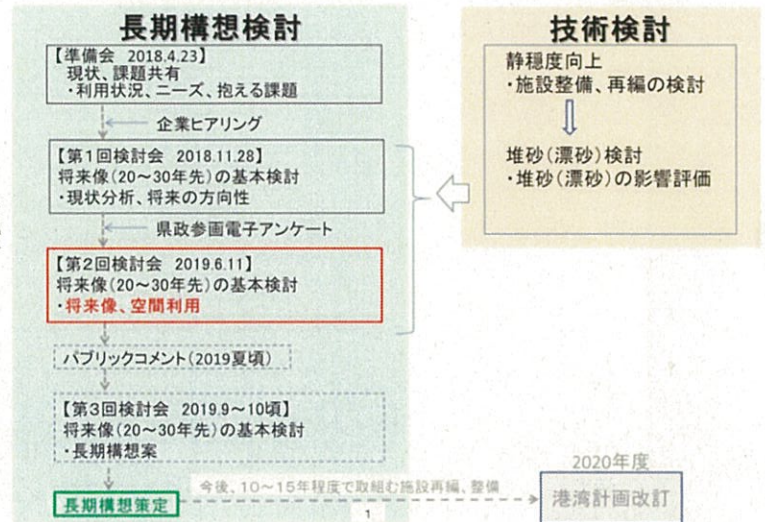 長期構想検討
【準備会 2018.4.23】
現状、課題共有
・利用状況、ニーズ、抱える課題
企業ヒアリング
【第1回検討会 2018.11.28】
将来像(20~30年先)の基本検討
・現状分析、将来の方向性
県政参画電子アンケート
【第2回検討会 2019.6.11】
将来像(20~30年先)の基本検討
・将来像、空間利用
パブリックコメント(2019夏頃)
【第3回検討会 2019.9~10頃】
将来像(20~30年先)の基本検討
・長期構想案
長期構想策定
今後、10~15年程度で取組む施設再編、整備
1
技術検討
静穏度向上
・施設整備、再編の検討
堆砂(漂砂)検討
・堆砂(漂砂)の影響評価
2020年度
港湾計画改訂